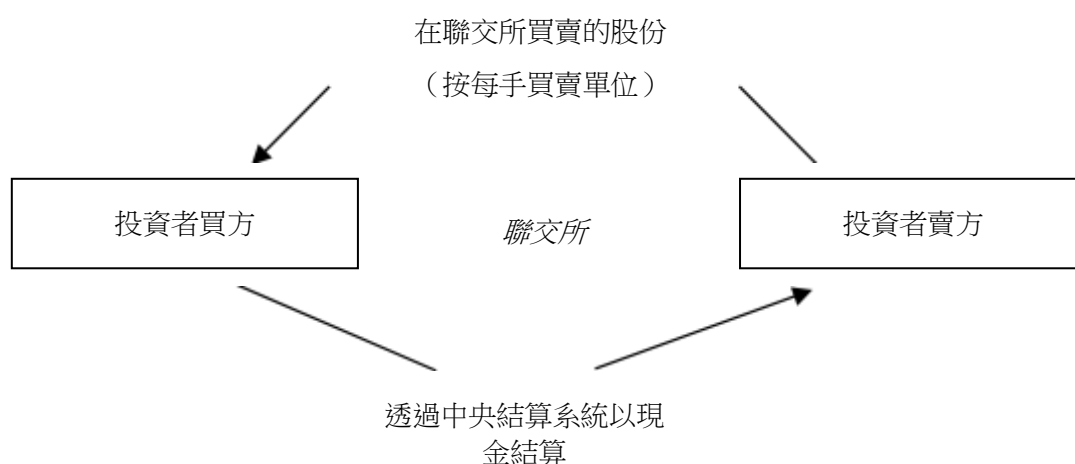 在聯交所買賣的股份
（按每手買賣單位）
投資者買方
聯交所
投資者賣方
透過中央結算系統以現
金結算